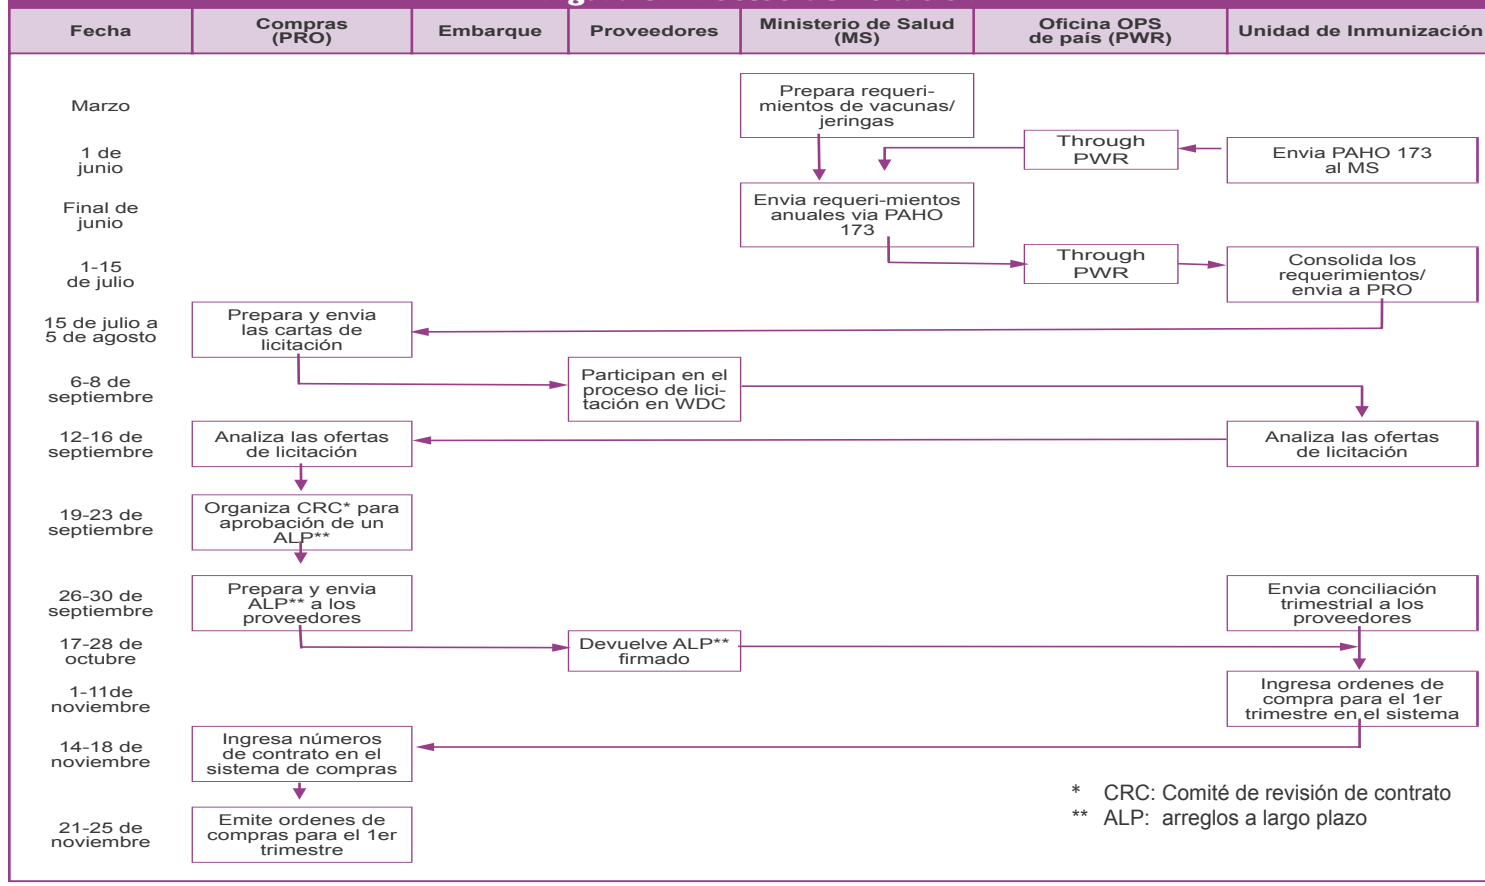 Fecha
Compras
(PRO)
Embarque
Proveedores
Ministerio de Salud
(MS)
Oficina OPS
de país (PWR)
Unidad de Inmunización
Marzo
Prepara requeri-
mientos de vacunas/
jeringas
1 de
junio
Through
PWR
Envia PAHO 173
al MS
Final de
junio
Envia requeri-mientos
anuales via PAHO
173
1-15
de julio
Through
PWR
Consolida los
requerimientos/
envia a PRO
15 de julio a
5 de agosto
Prepara y envia
las cartas de
licitación
6-8 de
septiembre
Participan en el
proceso de lici-
tación en WDC
12-16 de
septiembre
Analiza las ofertas
de licitación
Analiza las ofertas
de licitación
19-23 de
septiembre
Organiza CRC* para
aprobación de un
ALP**
26-30 de
septiembre
Prepara y envia
ALP** a los
proveedores
Envia conciliación
trimestrial a los
proveedores
17-28 de
octubre
Devuelve ALP**
firmado
1-11de
noviembre
Ingresa ordenes de
compra para el 1er
trimestre en el sistema
14-18 de
noviembre
Ingresa números
de contrato en el
sistema de compras
21-25 de
noviembre
Emite ordenes de
compras para el 1er
trimestre
* CRC: Comité de revisión de contrato
** ALP: arreglos a largo plazo